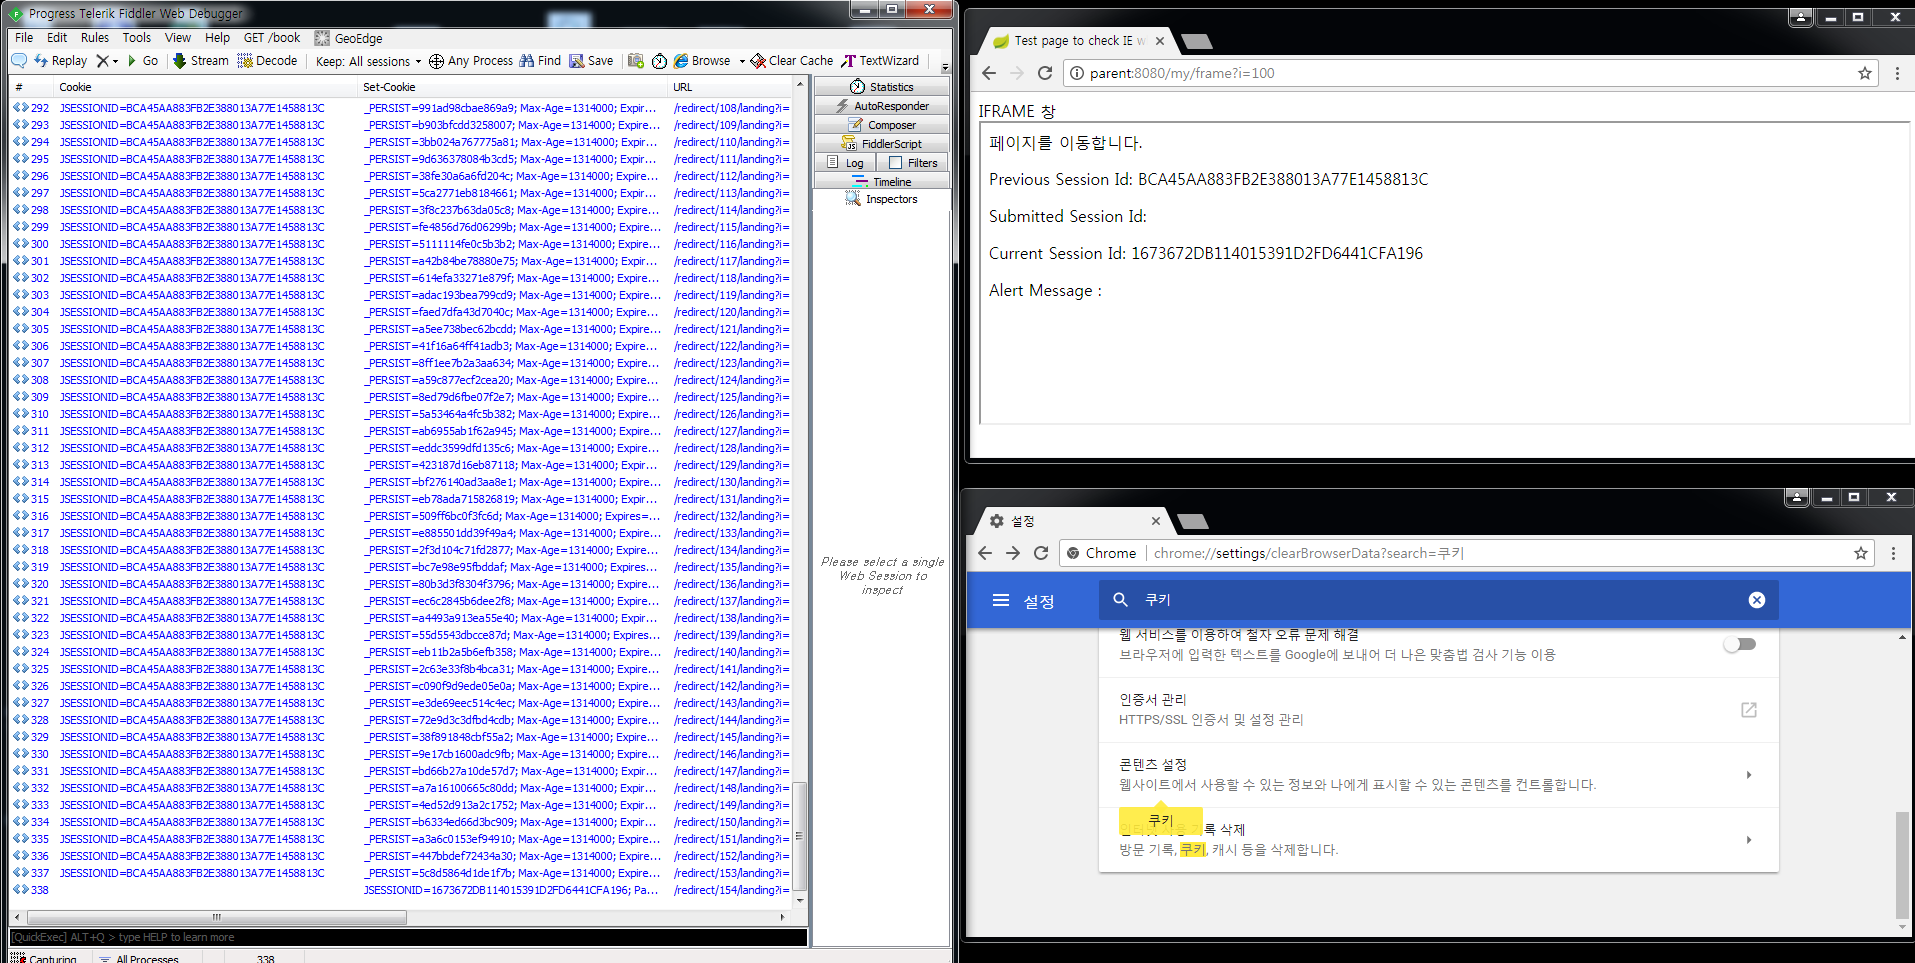 Progress Telerik Fiddler Web Debugger
File Edit Rules Tools View Help GET /book GeoEdge
Replay Go Stream Decode Keep: All sessions Any Process Find Save Browse Clear Cache TextWizard
# Cookie Set-Cookie URL
292 JSESSIONID=BCA45AA883FB2E388013A77E1458813C _PERSIST=991ad98cbae869a9; Max-Age=1314000; Expir... /redirect/108/landing?i=
293 JSESSIONID=BCA45AA883FB2E388013A77E1458813C _PERSIST=b903bfcdd3258007; Max-Age=1314000; Expire... /redirect/109/landing?i=
294 JSESSIONID=BCA45AA883FB2E388013A77E1458813C _PERSIST=3bb024a767775a81; Max-Age=1314000; Expire... /redirect/110/landing?i=
295 JSESSIONID=BCA45AA883FB2E388013A77E1458813C _PERSIST=9d636378084b3cd5; Max-Age=1314000; Expire... /redirect/111/landing?i=
296 JSESSIONID=BCA45AA883FB2E388013A77E1458813C _PERSIST=38fe30a6a6fd204c; Max-Age=1314000; Expire... /redirect/112/landing?i=
297 JSESSIONID=BCA45AA883FB2E388013A77E1458813C _PERSIST=5ca2771eb8184661; Max-Age=1314000; Expir... /redirect/113/landing?i=
298 JSESSIONID=BCA45AA883FB2E388013A77E1458813C _PERSIST=3f8c237b63da05c8; Max-Age=1314000; Expire... /redirect/114/landing?i=
299 JSESSIONID=BCA45AA883FB2E388013A77E1458813C _PERSIST=fe4856d76d06299b; Max-Age=1314000; Expire... /redirect/115/landing?i=
300 JSESSIONID=BCA45AA883FB2E388013A77E1458813C _PERSIST=5111114fe0c5b3b2; Max-Age=1314000; Expire... /redirect/116/landing?i=
301 JSESSIONID=BCA45AA883FB2E388013A77E1458813C _PERSIST=a42b84be78880e75; Max-Age=1314000; Expire... /redirect/117/landing?i=
302 JSESSIONID=BCA45AA883FB2E388013A77E1458813C _PERSIST=614efa33271e879f; Max-Age=1314000; Expire... /redirect/118/landing?i=
303 JSESSIONID=BCA45AA883FB2E388013A77E1458813C _PERSIST=adac193bea799cd9; Max-Age=1314000; Expire... /redirect/119/landing?i=
304 JSESSIONID=BCA45AA883FB2E388013A77E1458813C _PERSIST=faed7dfa43d7040c; Max-Age=1314000; Expire... /redirect/120/landing?i=
305 JSESSIONID=BCA45AA883FB2E388013A77E1458813C _PERSIST=a5ee738bec62bcdd; Max-Age=1314000; Expire... /redirect/121/landing?i=
306 JSESSIONID=BCA45AA883FB2E388013A77E1458813C _PERSIST=41f16a64ff41adb3; Max-Age=1314000; Expire... /redirect/122/landing?i=
307 JSESSIONID=BCA45AA883FB2E388013A77E1458813C _PERSIST=8ff1ee7b2a3aa634; Max-Age=1314000; Expire... /redirect/123/landing?i=
308 JSESSIONID=BCA45AA883FB2E388013A77E1458813C _PERSIST=a59c877ecf2cea20; Max-Age=1314000; Expir... /redirect/124/landing?i=
309 JSESSIONID=BCA45AA883FB2E388013A77E1458813C _PERSIST=8ed79d6fbe07f2e7; Max-Age=1314000; Expire... /redirect/125/landing?i=
310 JSESSIONID=BCA45AA883FB2E388013A77E1458813C _PERSIST=5a53464a4fc5b382; Max-Age=1314000; Expire... /redirect/126/landing?i=
311 JSESSIONID=BCA45AA883FB2E388013A77E1458813C _PERSIST=ab6955ab1f62a945; Max-Age=1314000; Expire... /redirect/127/landing?i=
312 JSESSIONID=BCA45AA883FB2E388013A77E1458813C _PERSIST=eddc3599dfd135c6; Max-Age=1314000; Expir... /redirect/128/landing?i=
313 JSESSIONID=BCA45AA883FB2E388013A77E1458813C _PERSIST=423187d16eb87118; Max-Age=1314000; Expir... /redirect/129/landing?i=
314 JSESSIONID=BCA45AA883FB2E388013A77E1458813C _PERSIST=bf276140ad3aa8e1; Max-Age=1314000; Expir... /redirect/130/landing?i=
315 JSESSIONID=BCA45AA883FB2E388013A77E1458813C _PERSIST=eb78ada715826819; Max-Age=1314000; Expir... /redirect/131/landing?i=
316 JSESSIONID=BCA45AA883FB2E388013A77E1458813C _PERSIST=509ff6bc0f3fc6d; Max-Age=1314000; Expires=... /redirect/132/landing?i=
317 JSESSIONID=BCA45AA883FB2E388013A77E1458813C _PERSIST=e885501dd39f49a4; Max-Age=1314000; Expire... /redirect/133/landing?i=
318 JSESSIONID=BCA45AA883FB2E388013A77E1458813C _PERSIST=2f3d104c71fd2877; Max-Age=1314000; Expire... /redirect/134/landing?i=
319 JSESSIONID=BCA45AA883FB2E388013A77E1458813C _PERSIST=bc7e98e95fbddaf; Max-Age=1314000; Expires... /redirect/135/landing?i=
320 JSESSIONID=BCA45AA883FB2E388013A77E1458813C _PERSIST=80b3d3f8304f3796; Max-Age=1314000; Expire... /redirect/136/landing?i=
321 JSESSIONID=BCA45AA883FB2E388013A77E1458813C _PERSIST=ec6c2845b6dee2f8; Max-Age=1314000; Expire... /redirect/137/landing?i=
322 JSESSIONID=BCA45AA883FB2E388013A77E1458813C _PERSIST=a4493a913ea55e40; Max-Age=1314000; Expir... /redirect/138/landing?i=
323 JSESSIONID=BCA45AA883FB2E388013A77E1458813C _PERSIST=55d5543dbcce87d; Max-Age=1314000; Expires... /redirect/139/landing?i=
324 JSESSIONID=BCA45AA883FB2E388013A77E1458813C _PERSIST=eb11b2a5b6efb358; Max-Age=1314000; Expire... /redirect/140/landing?i=
325 JSESSIONID=BCA45AA883FB2E388013A77E1458813C _PERSIST=2c63e33f8b4bca31; Max-Age=1314000; Expire... /redirect/141/landing?i=
326 JSESSIONID=BCA45AA883FB2E388013A77E1458813C _PERSIST=c090f9d9ede05e0a; Max-Age=1314000; Expire... /redirect/142/landing?i=
327 JSESSIONID=BCA45AA883FB2E388013A77E1458813C _PERSIST=e3de69eec514c4ec; Max-Age=1314000; Expire... /redirect/143/landing?i=
328 JSESSIONID=BCA45AA883FB2E388013A77E1458813C _PERSIST=72e9d3c3dfbd4cdb; Max-Age=1314000; Expire... /redirect/144/landing?i=
329 JSESSIONID=BCA45AA883FB2E388013A77E1458813C _PERSIST=38f891848cbf55a2; Max-Age=1314000; Expire... /redirect/145/landing?i=
330 JSESSIONID=BCA45AA883FB2E388013A77E1458813C _PERSIST=9e17cb1600adc9fb; Max-Age=1314000; Expire... /redirect/146/landing?i=
331 JSESSIONID=BCA45AA883FB2E388013A77E1458813C _PERSIST=bd66b27a10de57d7; Max-Age=1314000; Expir... /redirect/147/landing?i=
332 JSESSIONID=BCA45AA883FB2E388013A77E1458813C _PERSIST=a7a16100665c80dd; Max-Age=1314000; Expire... /redirect/148/landing?i=
333 JSESSIONID=BCA45AA883FB2E388013A77E1458813C _PERSIST=4ed52d913a2c1752; Max-Age=1314000; Expir... /redirect/149/landing?i=
334 JSESSIONID=BCA45AA883FB2E388013A77E1458813C _PERSIST=b6334ed66d3bc909; Max-Age=1314000; Expir... /redirect/150/landing?i=
335 JSESSIONID=BCA45AA883FB2E388013A77E1458813C _PERSIST=a3a6c0153ef94910; Max-Age=1314000; Expire... /redirect/151/landing?i=
336 JSESSIONID=BCA45AA883FB2E388013A77E1458813C _PERSIST=447bbdef72434a30; Max-Age=1314000; Expire... /redirect/152/landing?i=
337 JSESSIONID=BCA45AA883FB2E388013A77E1458813C _PERSIST=5c8d5864d1de1f7b; Max-Age=1314000; Expire... /redirect/153/landing?i=
338 JSESSIONID=1673672DB114015391D2FD6441CFA196; Pa... /redirect/154/landing?i=
[QuickExec] ALT+Q > type HELP to learn more
Capturing All Processes 338
Statistics
AutoResponder
Composer
FiddlerScript
Log Filters
Timeline
Inspectors
Please select a single
Web Session to
inspect
Test page to check IE w
parent:8080/my/frame?i=100
IFRAME 창
페이지를 이동합니다.
Previous Session Id: BCA45AA883FB2E388013A77E1458813C
Submitted Session Id:
Current Session Id: 1673672DB114015391D2FD6441CFA196
Alert Message :
설정
Chrome chrome://settings/clearBrowserData?search=쿠키
설정 쿠키
웹 서비스를 이용하여 철자 오류 문제 해결
브라우저에 입력한 텍스트를 Google에 보내어 더 나은 맞춤법 검사 기능 이용
인증서 관리
HTTPS/SSL 인증서 및 설정 관리
콘텐츠 설정
웹사이트에서 사용할 수 있는 정보와 나에게 표시할 수 있는 콘텐츠를 컨트롤합니다.
쿠키
기록 삭제
방문 기록, 쿠키, 캐시 등을 삭제합니다.